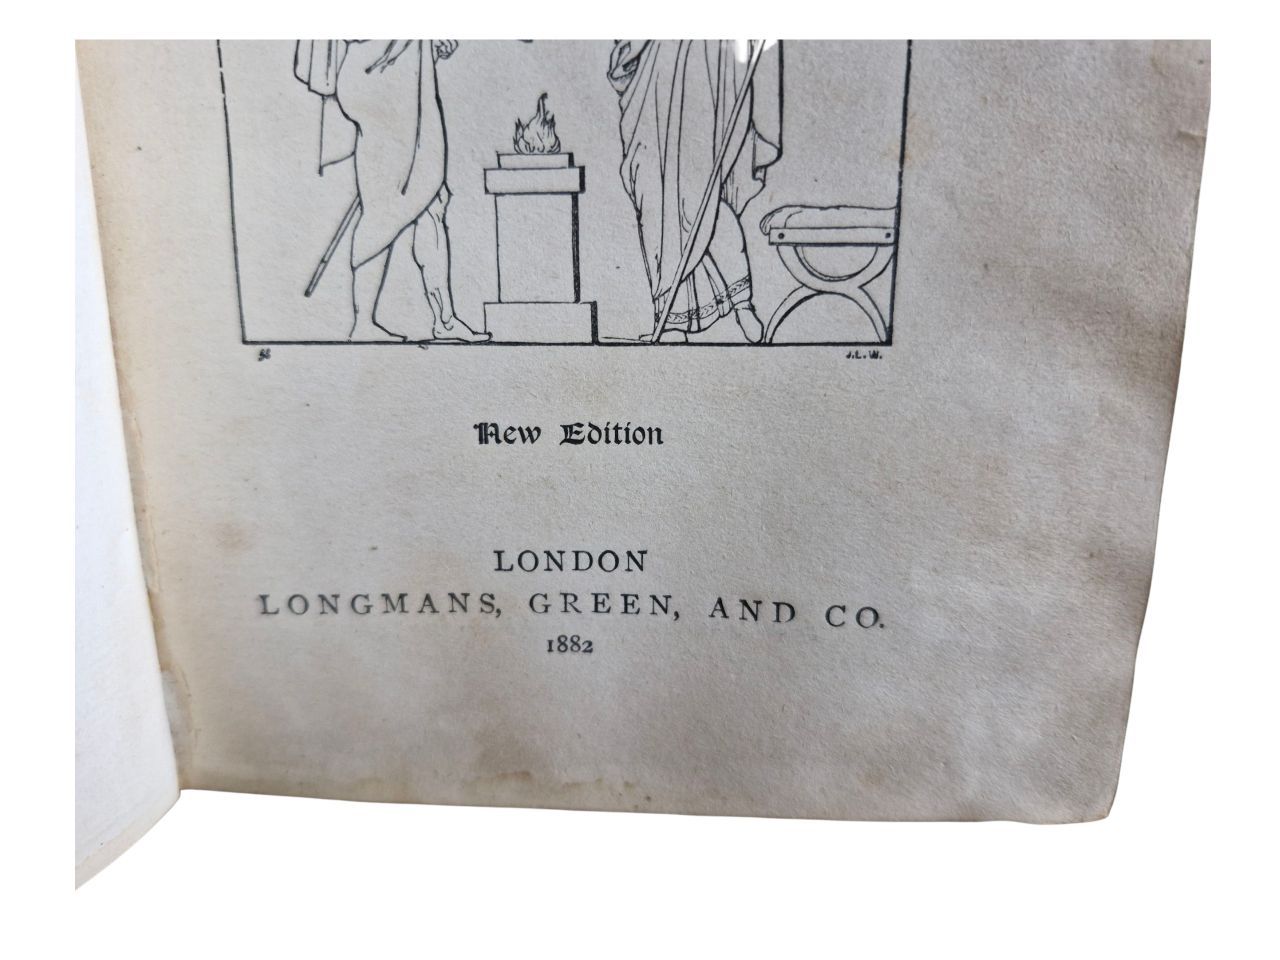 J.L.W.
New Edition
LONDON
LONGMANS, GREEN, AND CO.
1882